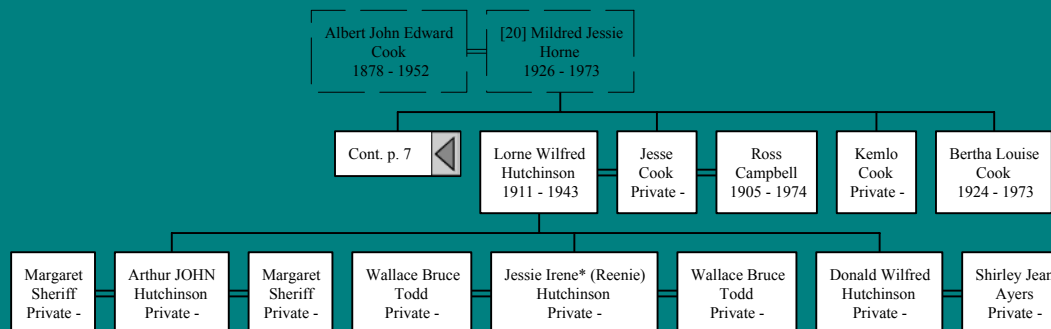 Albert John Edward
Cook
1878 - 1952
[20] Mildred Jessie
Horne
1926 - 1973
Cont. p. 7
Lorne Wilfred
Hutchinson
1911 - 1943
Jesse
Cook
Private -
Ross
Campbell
1905 - 1974
Kemlo
Cook
Private -
Bertha Louise
Cook
1924 - 1973
Margaret
Sheriff
Private -
Arthur JOHN
Hutchinson
Private -
Margaret
Sheriff
Private -
Wallace Bruce
Todd
Private -
Jessie Irene* (Reenie)
Hutchinson
Private -
Wallace Bruce
Todd
Private -
Donald Wilfred
Hutchinson
Private -
Shirley Jean
Ayers
Private -